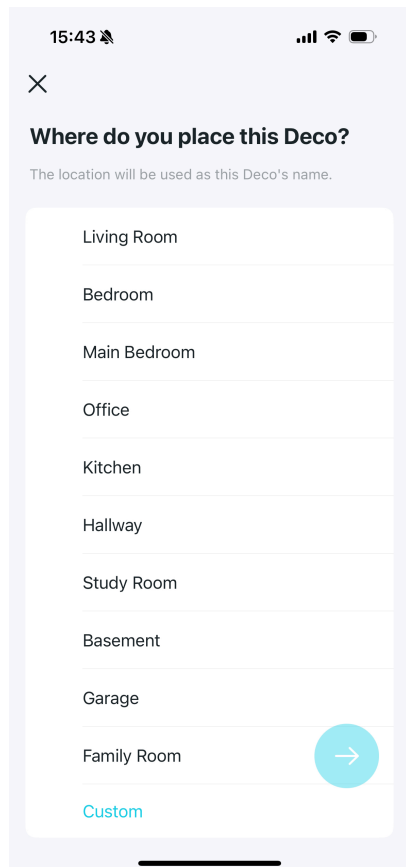 15:43
Where do you place this Deco?
The location will be used as this Deco's name.
Living Room
Bedroom
Main Bedroom
Office
Kitchen
Hallway
Study Room
Basement
Garage
Family Room
Custom